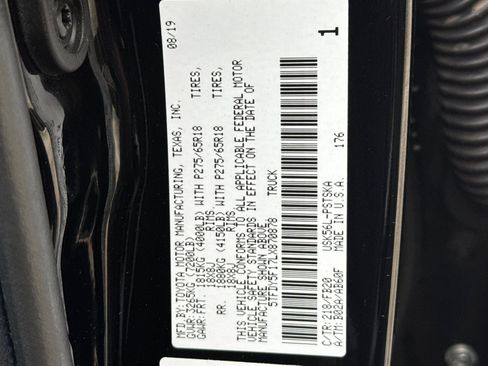 MFD.BY:TOYOTA MOTOR MANUFACTURING, TEXAS, INC. 08/19
GVWR:3265KG (7200LB)
GAWR:FRT. 1815KG (4000LB) WITH P275/65R18 TIRES,
18x8J RIMS
RR. 1880KG (4150LB) WITH P275/65R18 TIRES,
18x8J RIMS
THIS VEHICLE CONFORMS TO ALL APPLICABLE FEDERAL MOTOR
VEHICLE SAFETY STANDARDS IN EFFECT ON THE DATE OF
MANUFACTURE SHOWN ABOVE.
5TFDY5F17LX870878 TRUCK
C/TR:218/FB20 USK56L-PSTSKA
A/TM:B02A/AB60F MADE IN U.S.A. 176
1